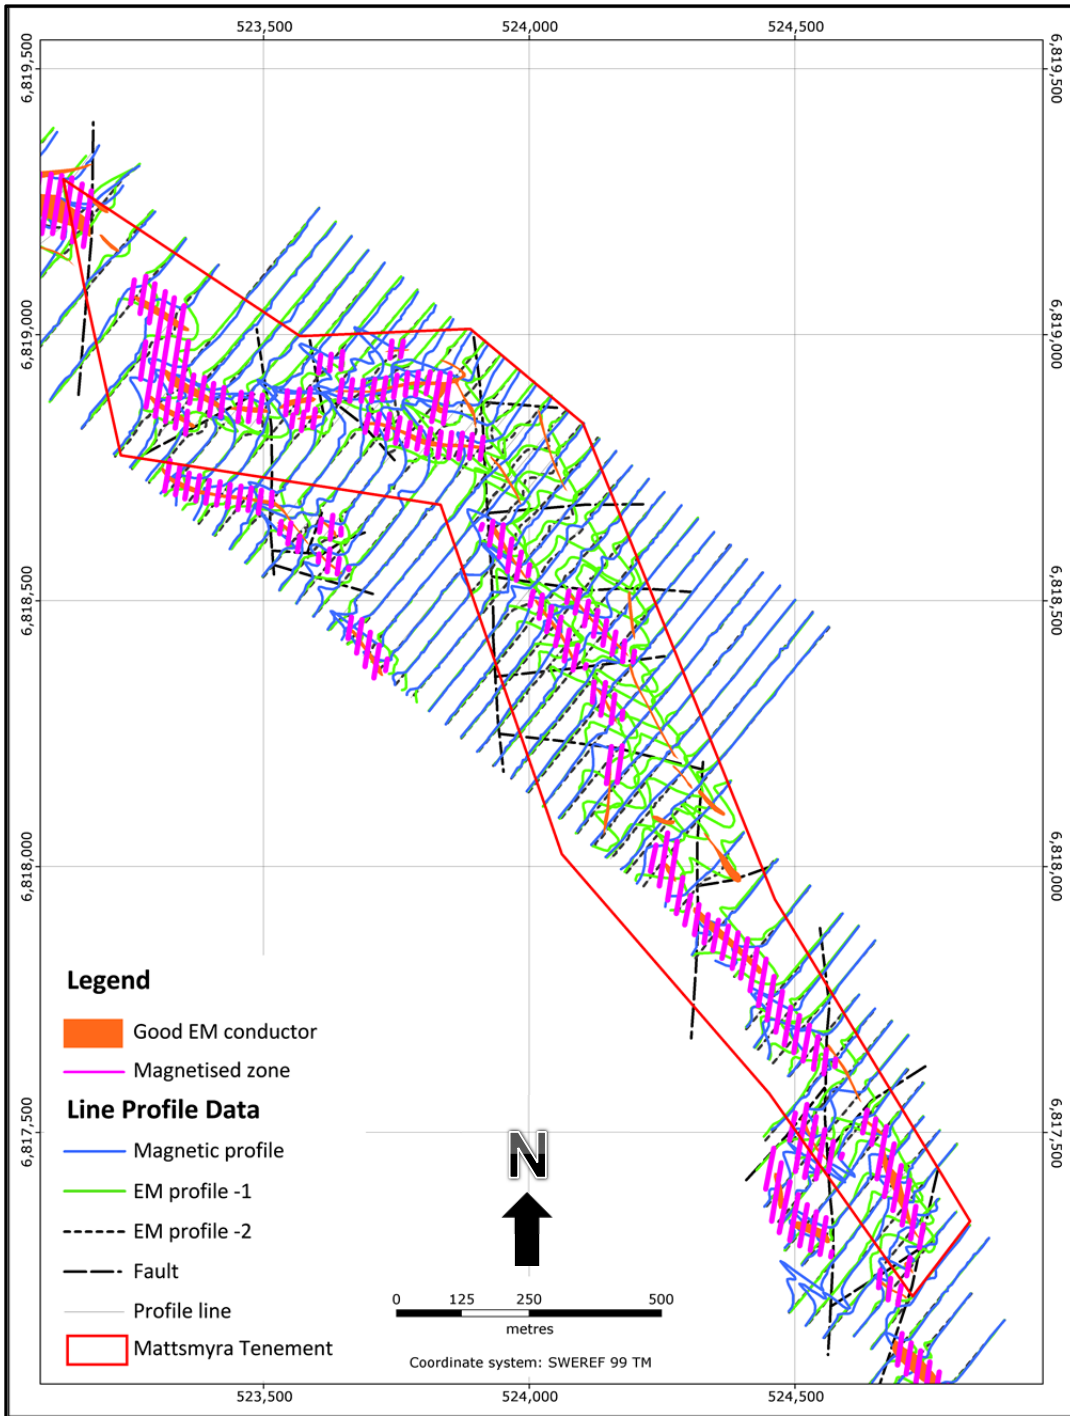 523,500 524,000 524,500
6,819,500 6,819,500
6,819,000 6,819,000
6,818,500 6,818,500
6,818,000 6,818,000
6,817,500 6,817,500
Legend
Good EM conductor
Magnetised zone
Line Profile Data
Magnetic profile
EM profile -1
EM profile -2
Fault
Profile line
Mattsmyra Tenement
N
0 125 250 500
metres
Coordinate system: SWEREF 99 TM
523,500 524,000 524,500